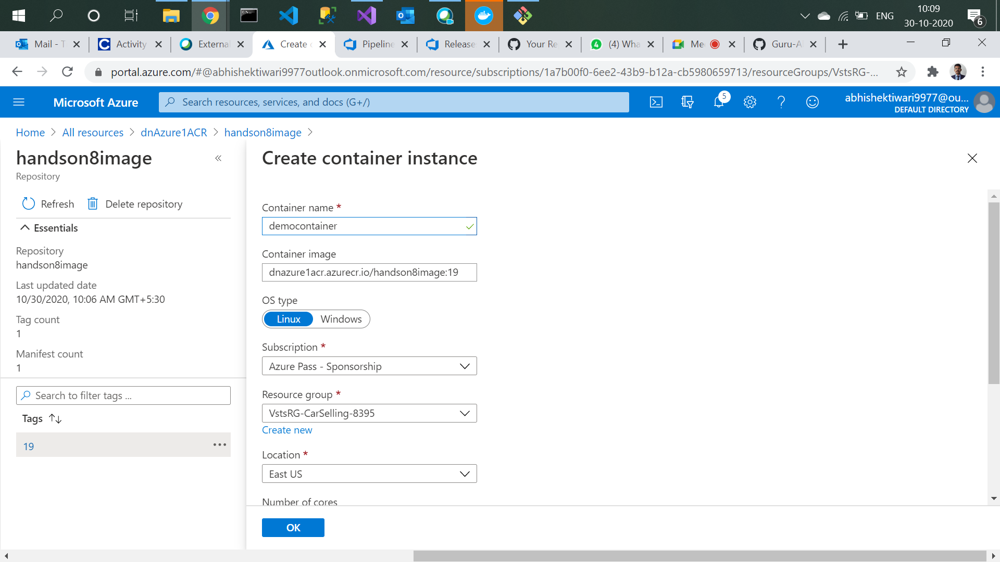 ENG
10:09
30-10-2020
6
Mail - T
Activity
External
Create c
Pipeline
Release
Your Re
(4) Wha
Me
Guru-A
portal.azure.com/#@abhishektiwari9977outlook.onmicrosoft.com/resource/subscriptions/1a7b00f0-6ee2-43b9-b12a-cb5980659713/resourceGroups/VstsRG-...
Microsoft Azure
Search resources, services, and docs (G+/)
5
abhishektiwari9977@ou...
DEFAULT DIRECTORY
Home > All resources > dnAzure1ACR > handson8image >
handson8image
Repository
Refresh
Delete repository
Essentials
Repository
handson8image
Last updated date
10/30/2020, 10:06 AM GMT+5:30
Tag count
1
Manifest count
1
Search to filter tags ...
Tags
19
Create container instance
Container name *
democontainer
Container image
dnazure1acr.azurecr.io/handson8image:19
OS type
Linux Windows
Subscription *
Azure Pass - Sponsorship
Resource group *
VstsRG-CarSelling-8395
Create new
Location *
East US
Number of cores
OK